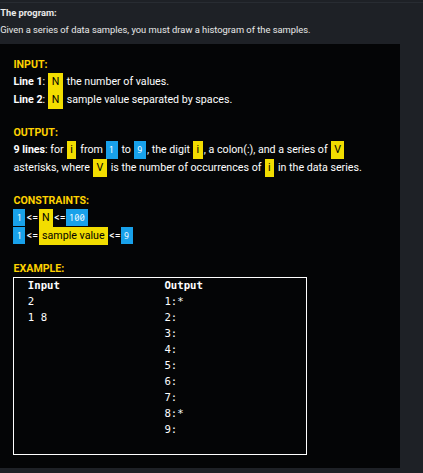 The program:
Given a series of data samples, you must draw a histogram of the samples.
INPUT:
Line 1: N the number of values.
Line 2: N sample value separated by spaces.
OUTPUT:
9 lines: for i from 1 to 9, the digit i, a colon(:), and a series of V
asterisks, where V is the number of occurrences of i in the data series.
CONSTRAINTS:
1 <= N <= 100
1 <= sample value <= 9
EXAMPLE:
Input Output
2 1:*
1 8 2:
3:
4:
5:
6:
7:
8:*
9: